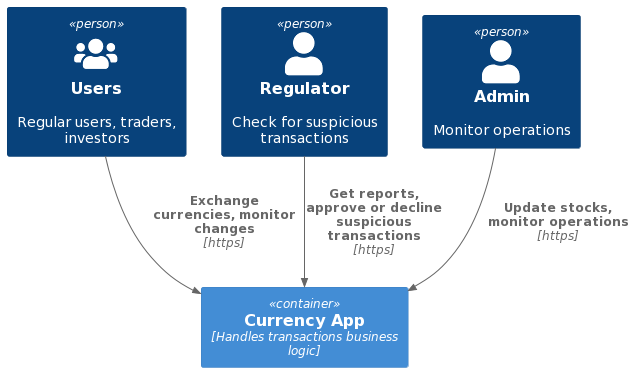 «person»
Users
Regular users, traders,
investors
«person»
Regulator
Check for suspicious
transactions
«person»
Admin
Monitor operations
Exchange
currencies, monitor
changes
[https]
Get reports,
approve or decline
suspicious
transactions
[https]
Update stocks,
monitor operations
[https]
«container»
Currency App
[Handles transactions business
logic]